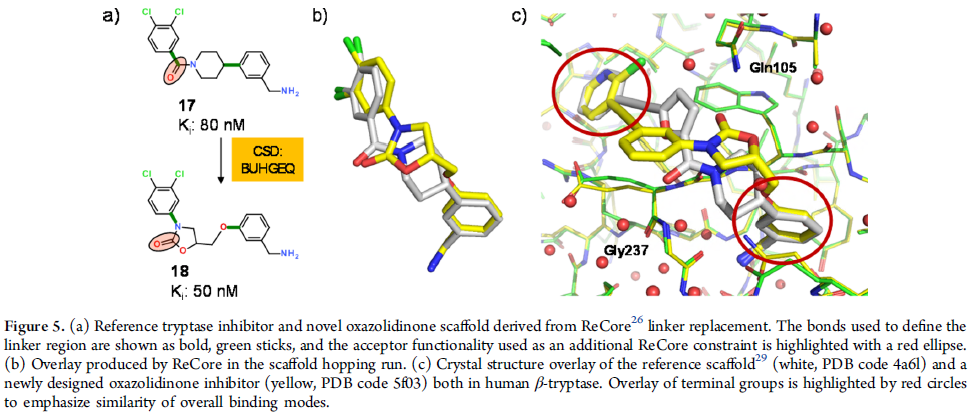 a)
b)
c)
Cl Cl
O
N
NH₂
17
Kᵢ: 80 nM
CSD:
BUHGEQ
Cl Cl
N
O
O
O
NH₂
18
Kᵢ: 50 nM
Gln105
Gly237
Figure 5. (a) Reference tryptase inhibitor and novel oxazolidinone scaffold derived from ReCore²⁶ linker replacement. The bonds used to define the
linker region are shown as bold, green sticks, and the acceptor functionality used as an additional ReCore constraint is highlighted with a red ellipse.
(b) Overlay produced by ReCore in the scaffold hopping run. (c) Crystal structure overlay of the reference scaffold²⁹ (white, PDB code 4a6l) and a
newly designed oxazolidinone inhibitor (yellow, PDB code 5f03) both in human β-tryptase. Overlay of terminal groups is highlighted by red circles
to emphasize similarity of overall binding modes.